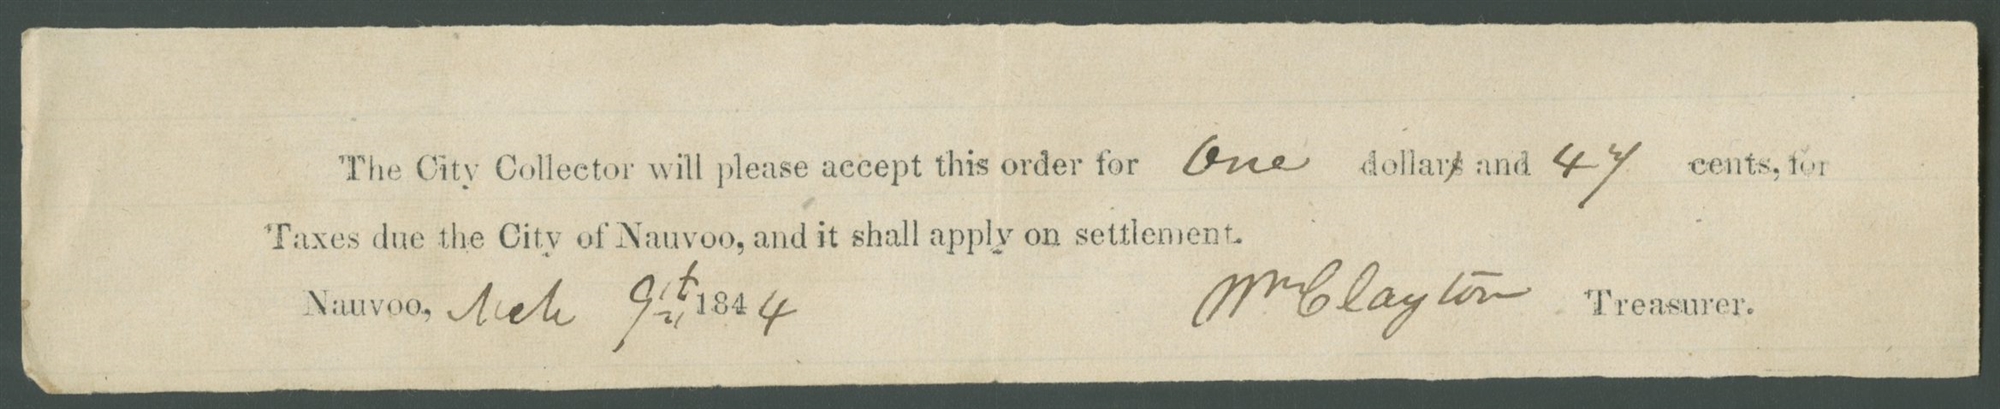 The City Collector will please accept this order for One dollars and 47 cents, for
Taxes due the City of Nauvoo, and it shall apply on settlement.
Nauvoo, Mch 9th 1844 Wm Clayton Treasurer.